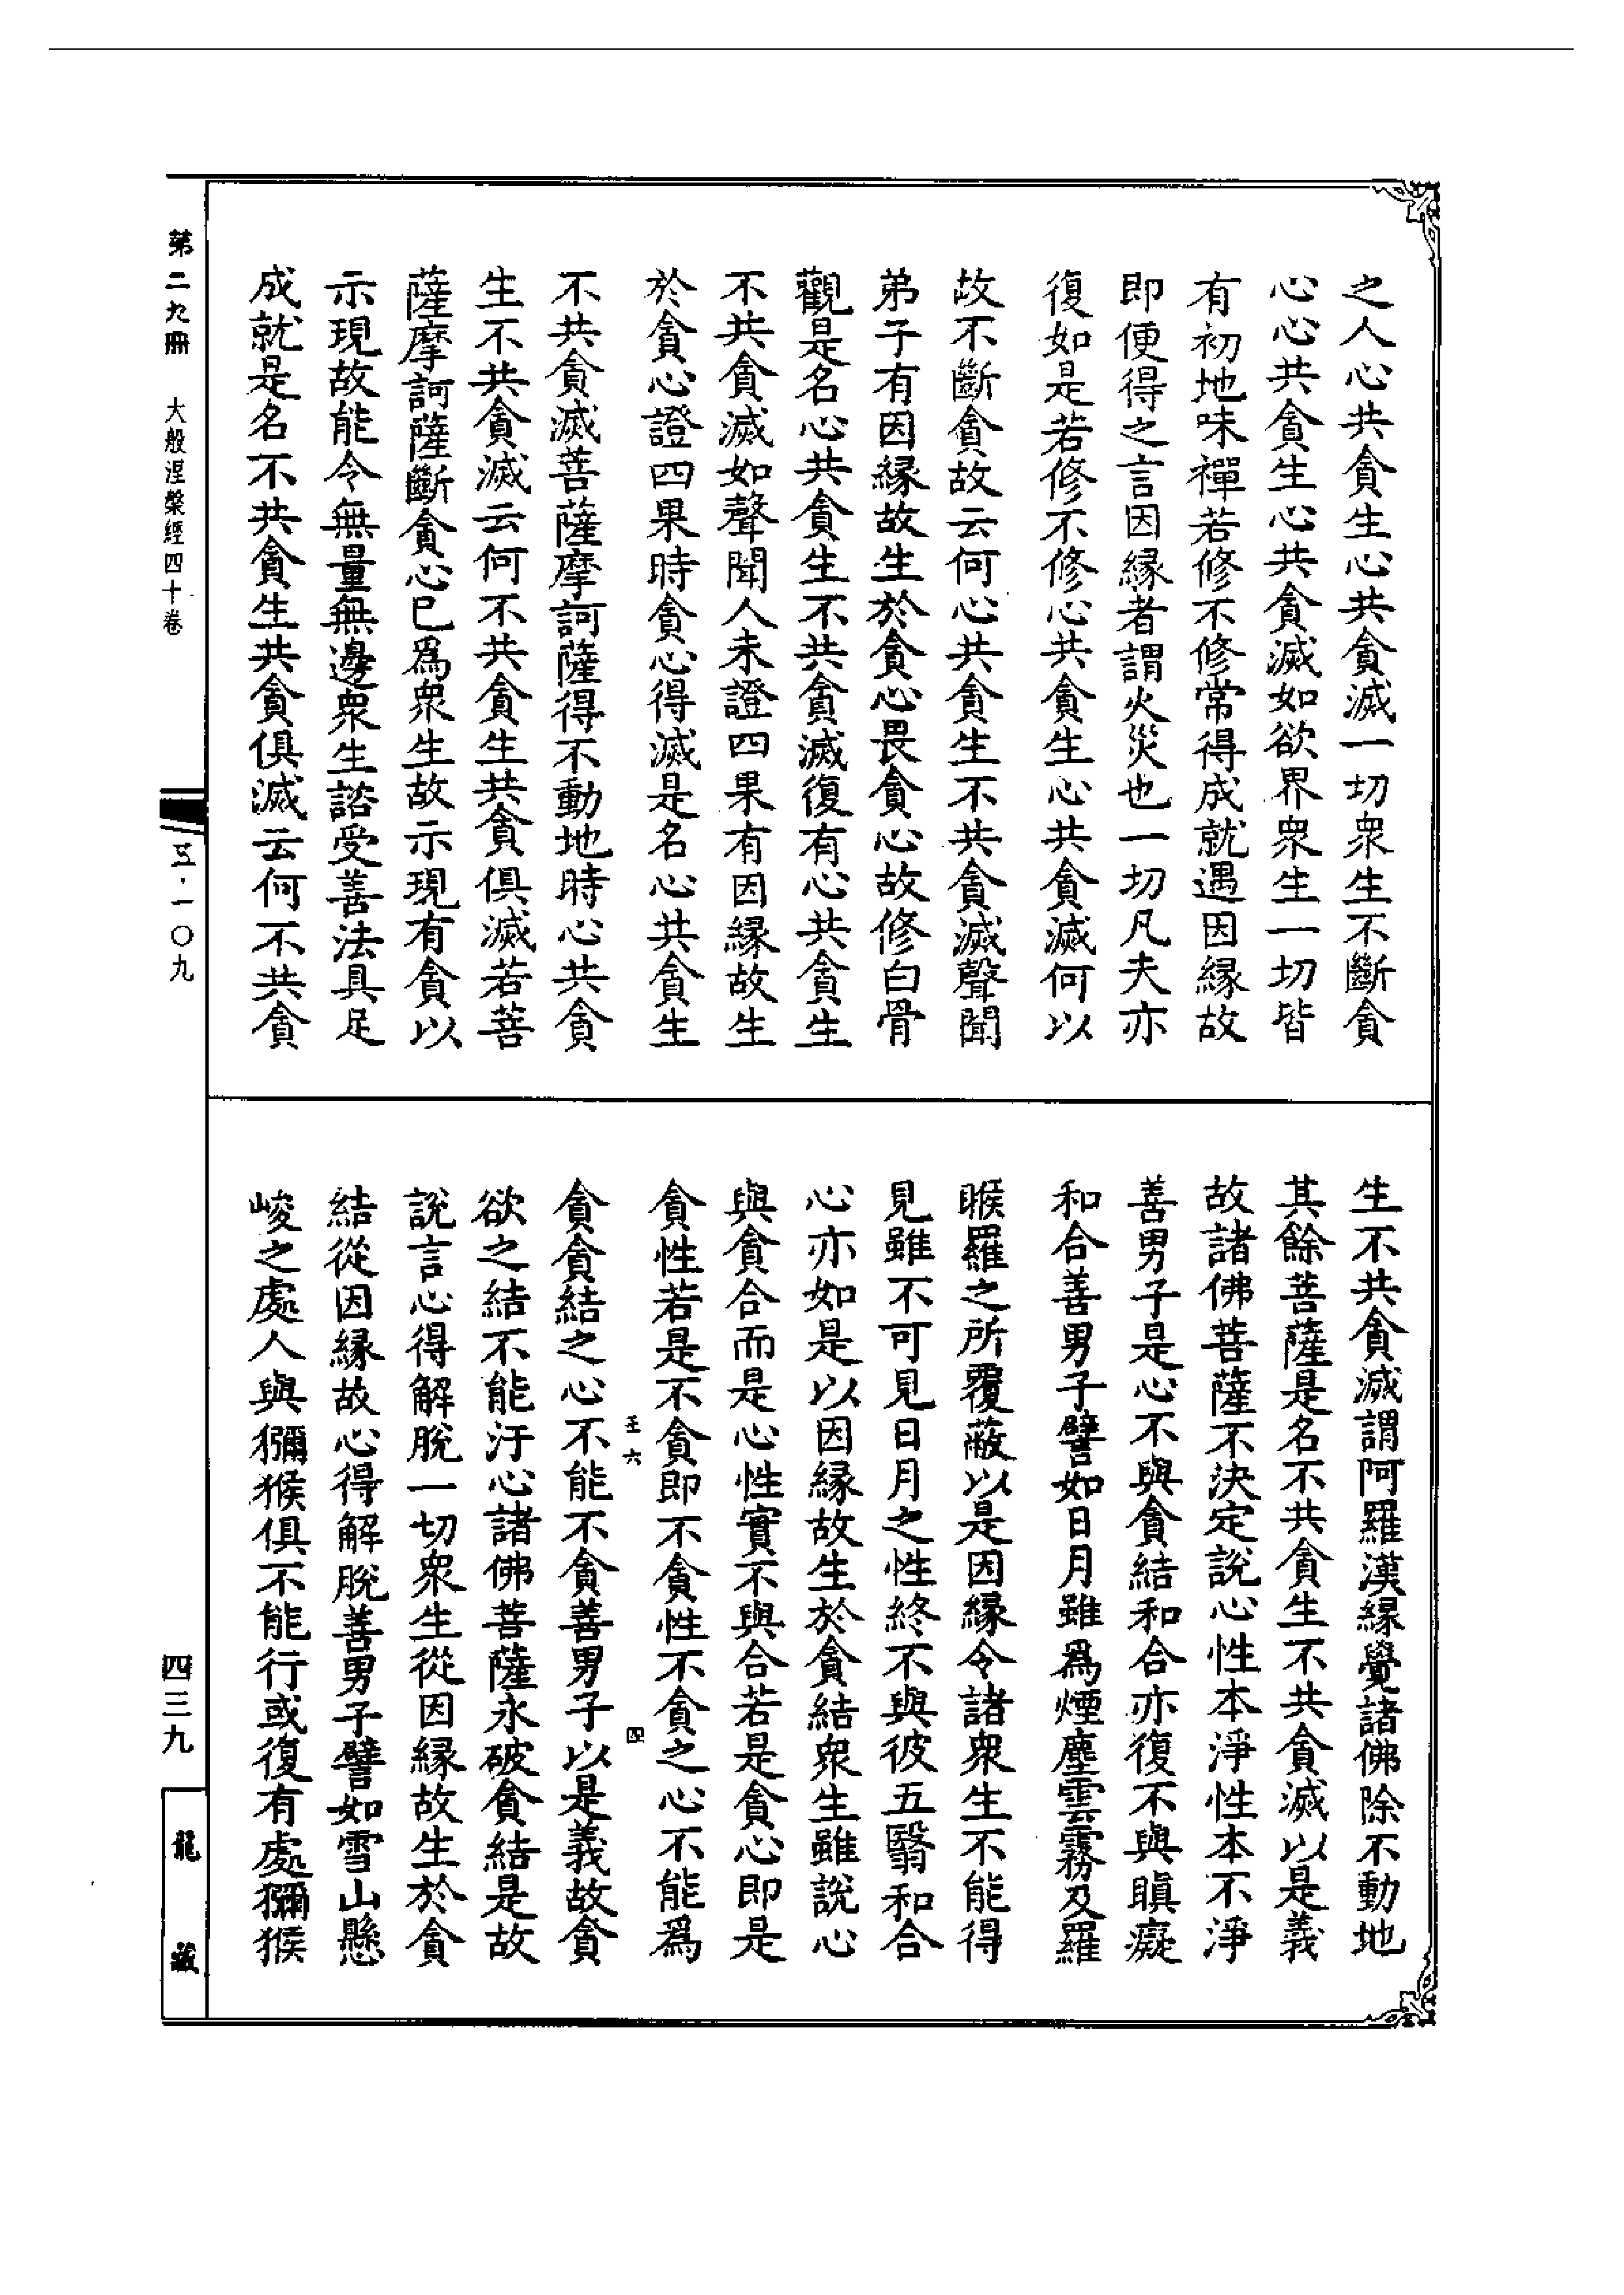 之人心共貪生心共貪滅一切衆生不斷貪
心心共貪生心共貪滅如欲界衆生一切皆
有初地味禪若修不修常得成就遇因緣故
即便得之言因緣者謂火災也一切凡夫亦
復如是若修不修心共貪生心共貪滅何以
故不斷貪故云何心共貪生不共貪滅聲聞
弟子有因緣故生於貪心畏貪心故修白骨
觀是名心共貪生不共貪滅復有心共貪生
不共貪滅如聲聞人未證四果有因緣故生
於貪心證四果時貪心得滅是名心共貪生
不共貪滅菩薩摩訶薩得不動地時心共貪
生不共貪滅云何不共貪生共貪俱滅若菩
薩摩訶薩斷貪心已爲衆生故示現有貪以
示現故能令無量無邊衆生諮受善法具足
成就是名不共貪生共貪俱滅云何不共貪
生不共貪滅謂阿羅漢緣覺諸佛除不動地
其餘菩薩是名不共貪生不共貪滅以是義
故諸佛菩薩不決定說心性本淨性本不淨
善男子是心不與貪結和合亦復不與瞋癡
和合善男子譬如日月雖爲煙塵雲霧及羅
睺羅之所覆蔽以是因緣令諸衆生不能得
見雖不可見日月之性終不與彼五翳和合
心亦如是以因緣故生於貪結衆生雖說心
與貪合而是心性實不與合若是貪心即是
貪性若是不貪即不貪性不貪之心不能爲
王六 四
貪貪結之心不能不貪善男子以是義故貪
欲之結不能汙心諸佛菩薩永破貪結是故
說言心得解脫一切衆生從因緣故生於貪
結從因緣故心得解脫善男子譬如雪山懸
峻之處人與獼猴俱不能行或復有處獼猴
第二九冊 大般涅槃經四十卷
五·一〇九
四三九
龍藏